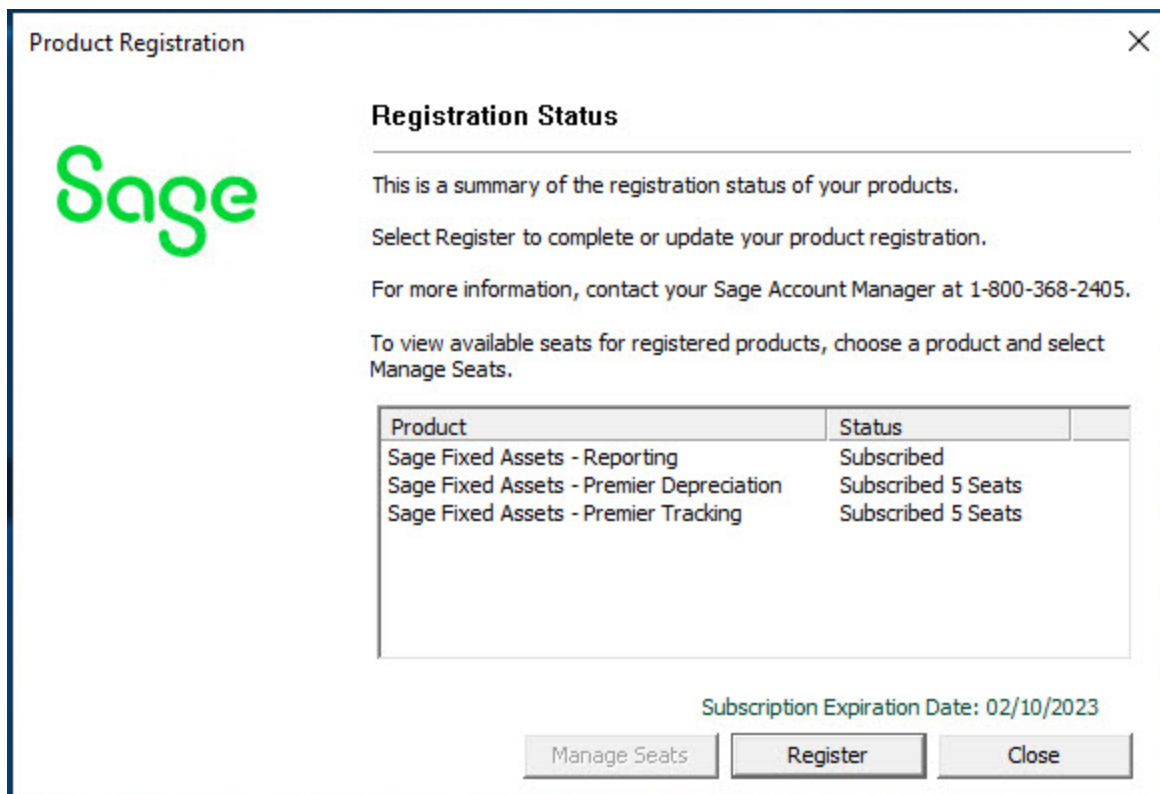 Product Registration
Sage
Registration Status
This is a summary of the registration status of your products.
Select Register to complete or update your product registration.
For more information, contact your Sage Account Manager at 1-800-368-2405.
To view available seats for registered products, choose a product and select
Manage Seats.
Product Status
Sage Fixed Assets - Reporting Subscribed
Sage Fixed Assets - Premier Depreciation Subscribed 5 Seats
Sage Fixed Assets - Premier Tracking Subscribed 5 Seats
Subscription Expiration Date: 02/10/2023
Manage Seats Register Close